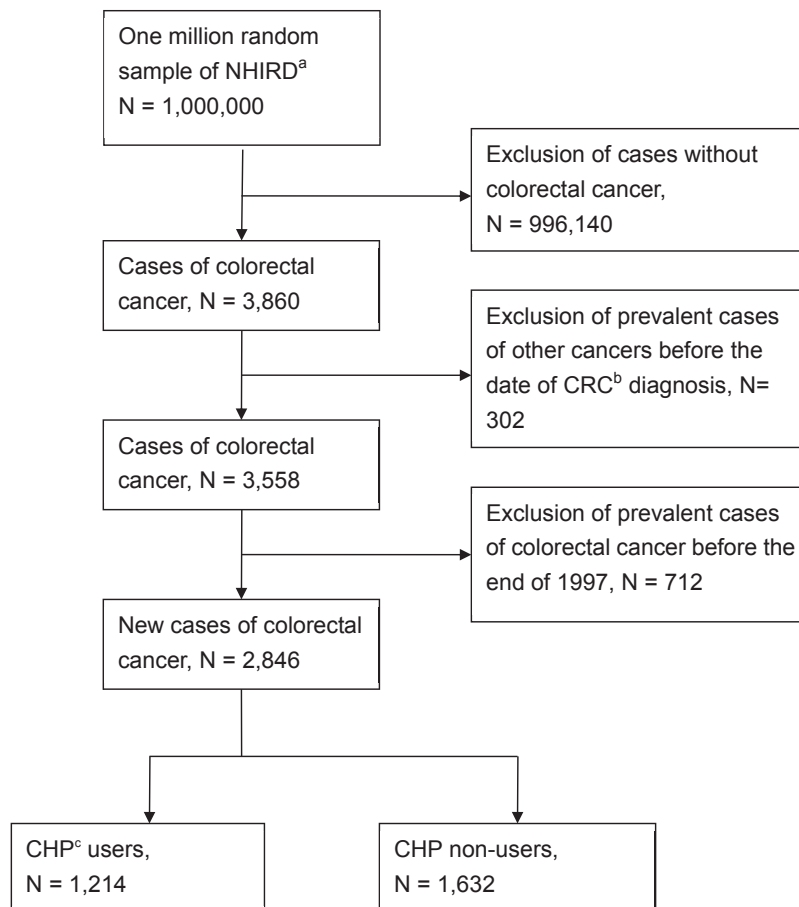 One million random
sample of NHIRDᵃ
N = 1,000,000
Exclusion of cases without
colorectal cancer,
N = 996,140
Cases of colorectal
cancer, N = 3,860
Exclusion of prevalent cases
of other cancers before the
date of CRCᵇ diagnosis, N=
302
Cases of colorectal
cancer, N = 3,558
Exclusion of prevalent cases
of colorectal cancer before the
end of 1997, N = 712
New cases of colorectal
cancer, N = 2,846
CHPᶜ users,
N = 1,214
CHP non-users,
N = 1,632